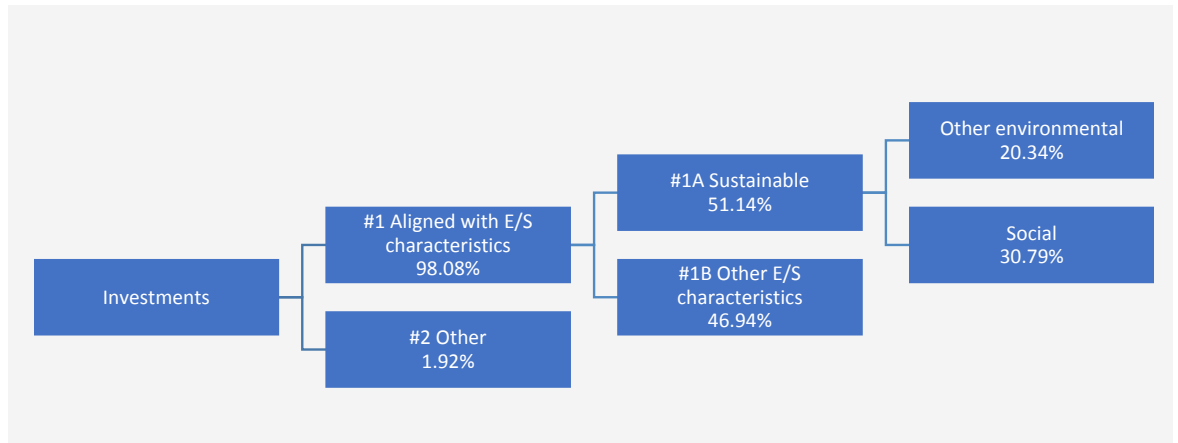 Investments
#1 Aligned with E/S
characteristics
98.08%
#2 Other
1.92%
#1A Sustainable
51.14%
#1B Other E/S
characteristics
46.94%
Other environmental
20.34%
Social
30.79%